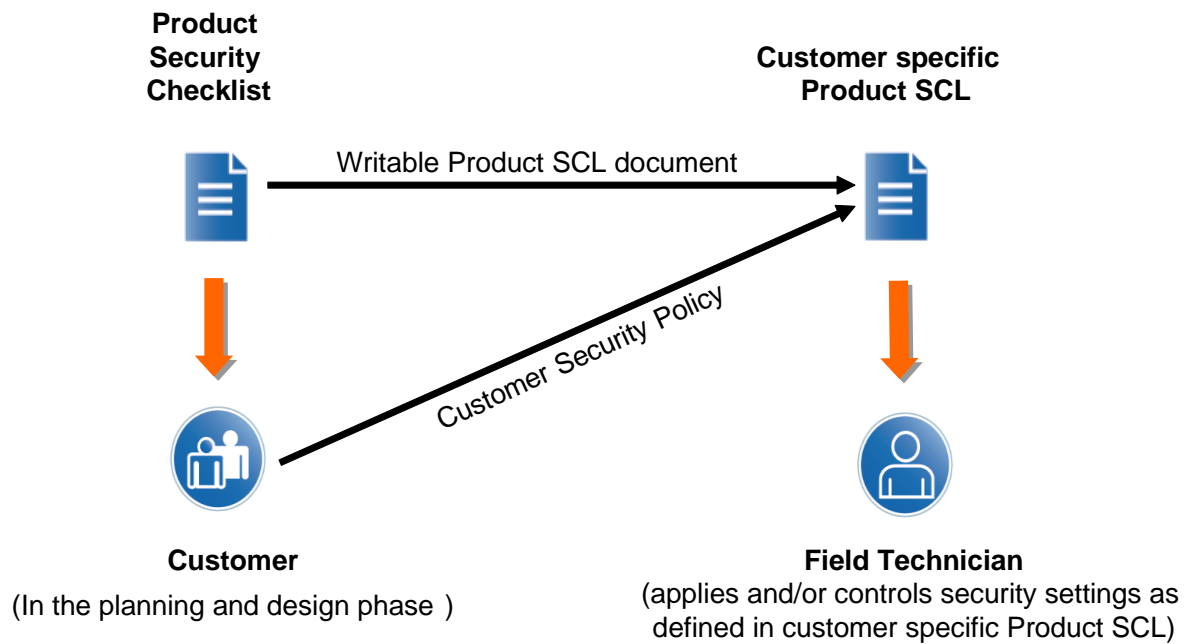 Product
Security
Checklist
Customer specific
Product SCL
Writable Product SCL document
Customer Security Policy
Customer
(In the planning and design phase )
Field Technician
(applies and/or controls security settings as
defined in customer specific Product SCL)